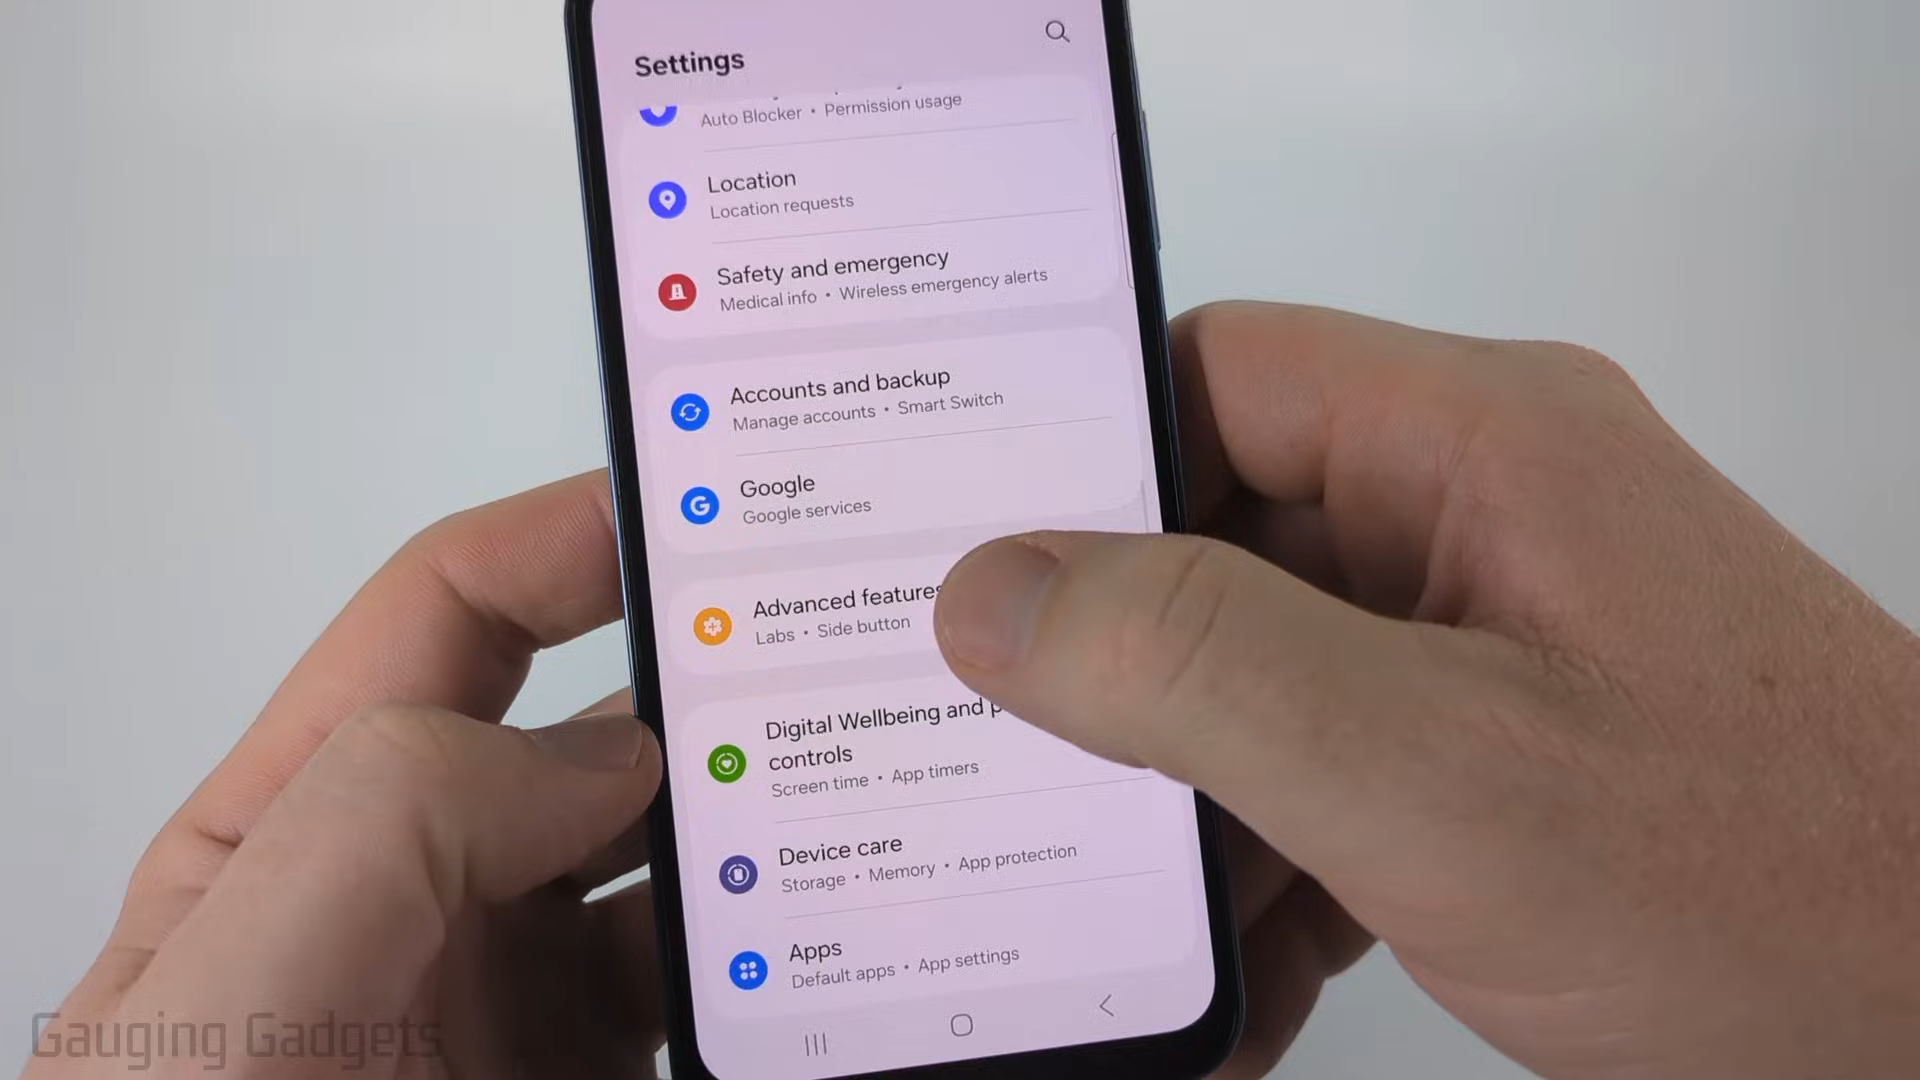 Settings
Auto Blocker • Permission usage
Location
Location requests
Safety and emergency
Medical info • Wireless emergency alerts
Accounts and backup
Manage accounts • Smart Switch
Google
Google services
Advanced features
Labs • Side button
Digital Wellbeing and
controls
Screen time • App timers
Device care
Storage • Memory • App protection
Apps
Default apps • App settings
Gauging Gadgets